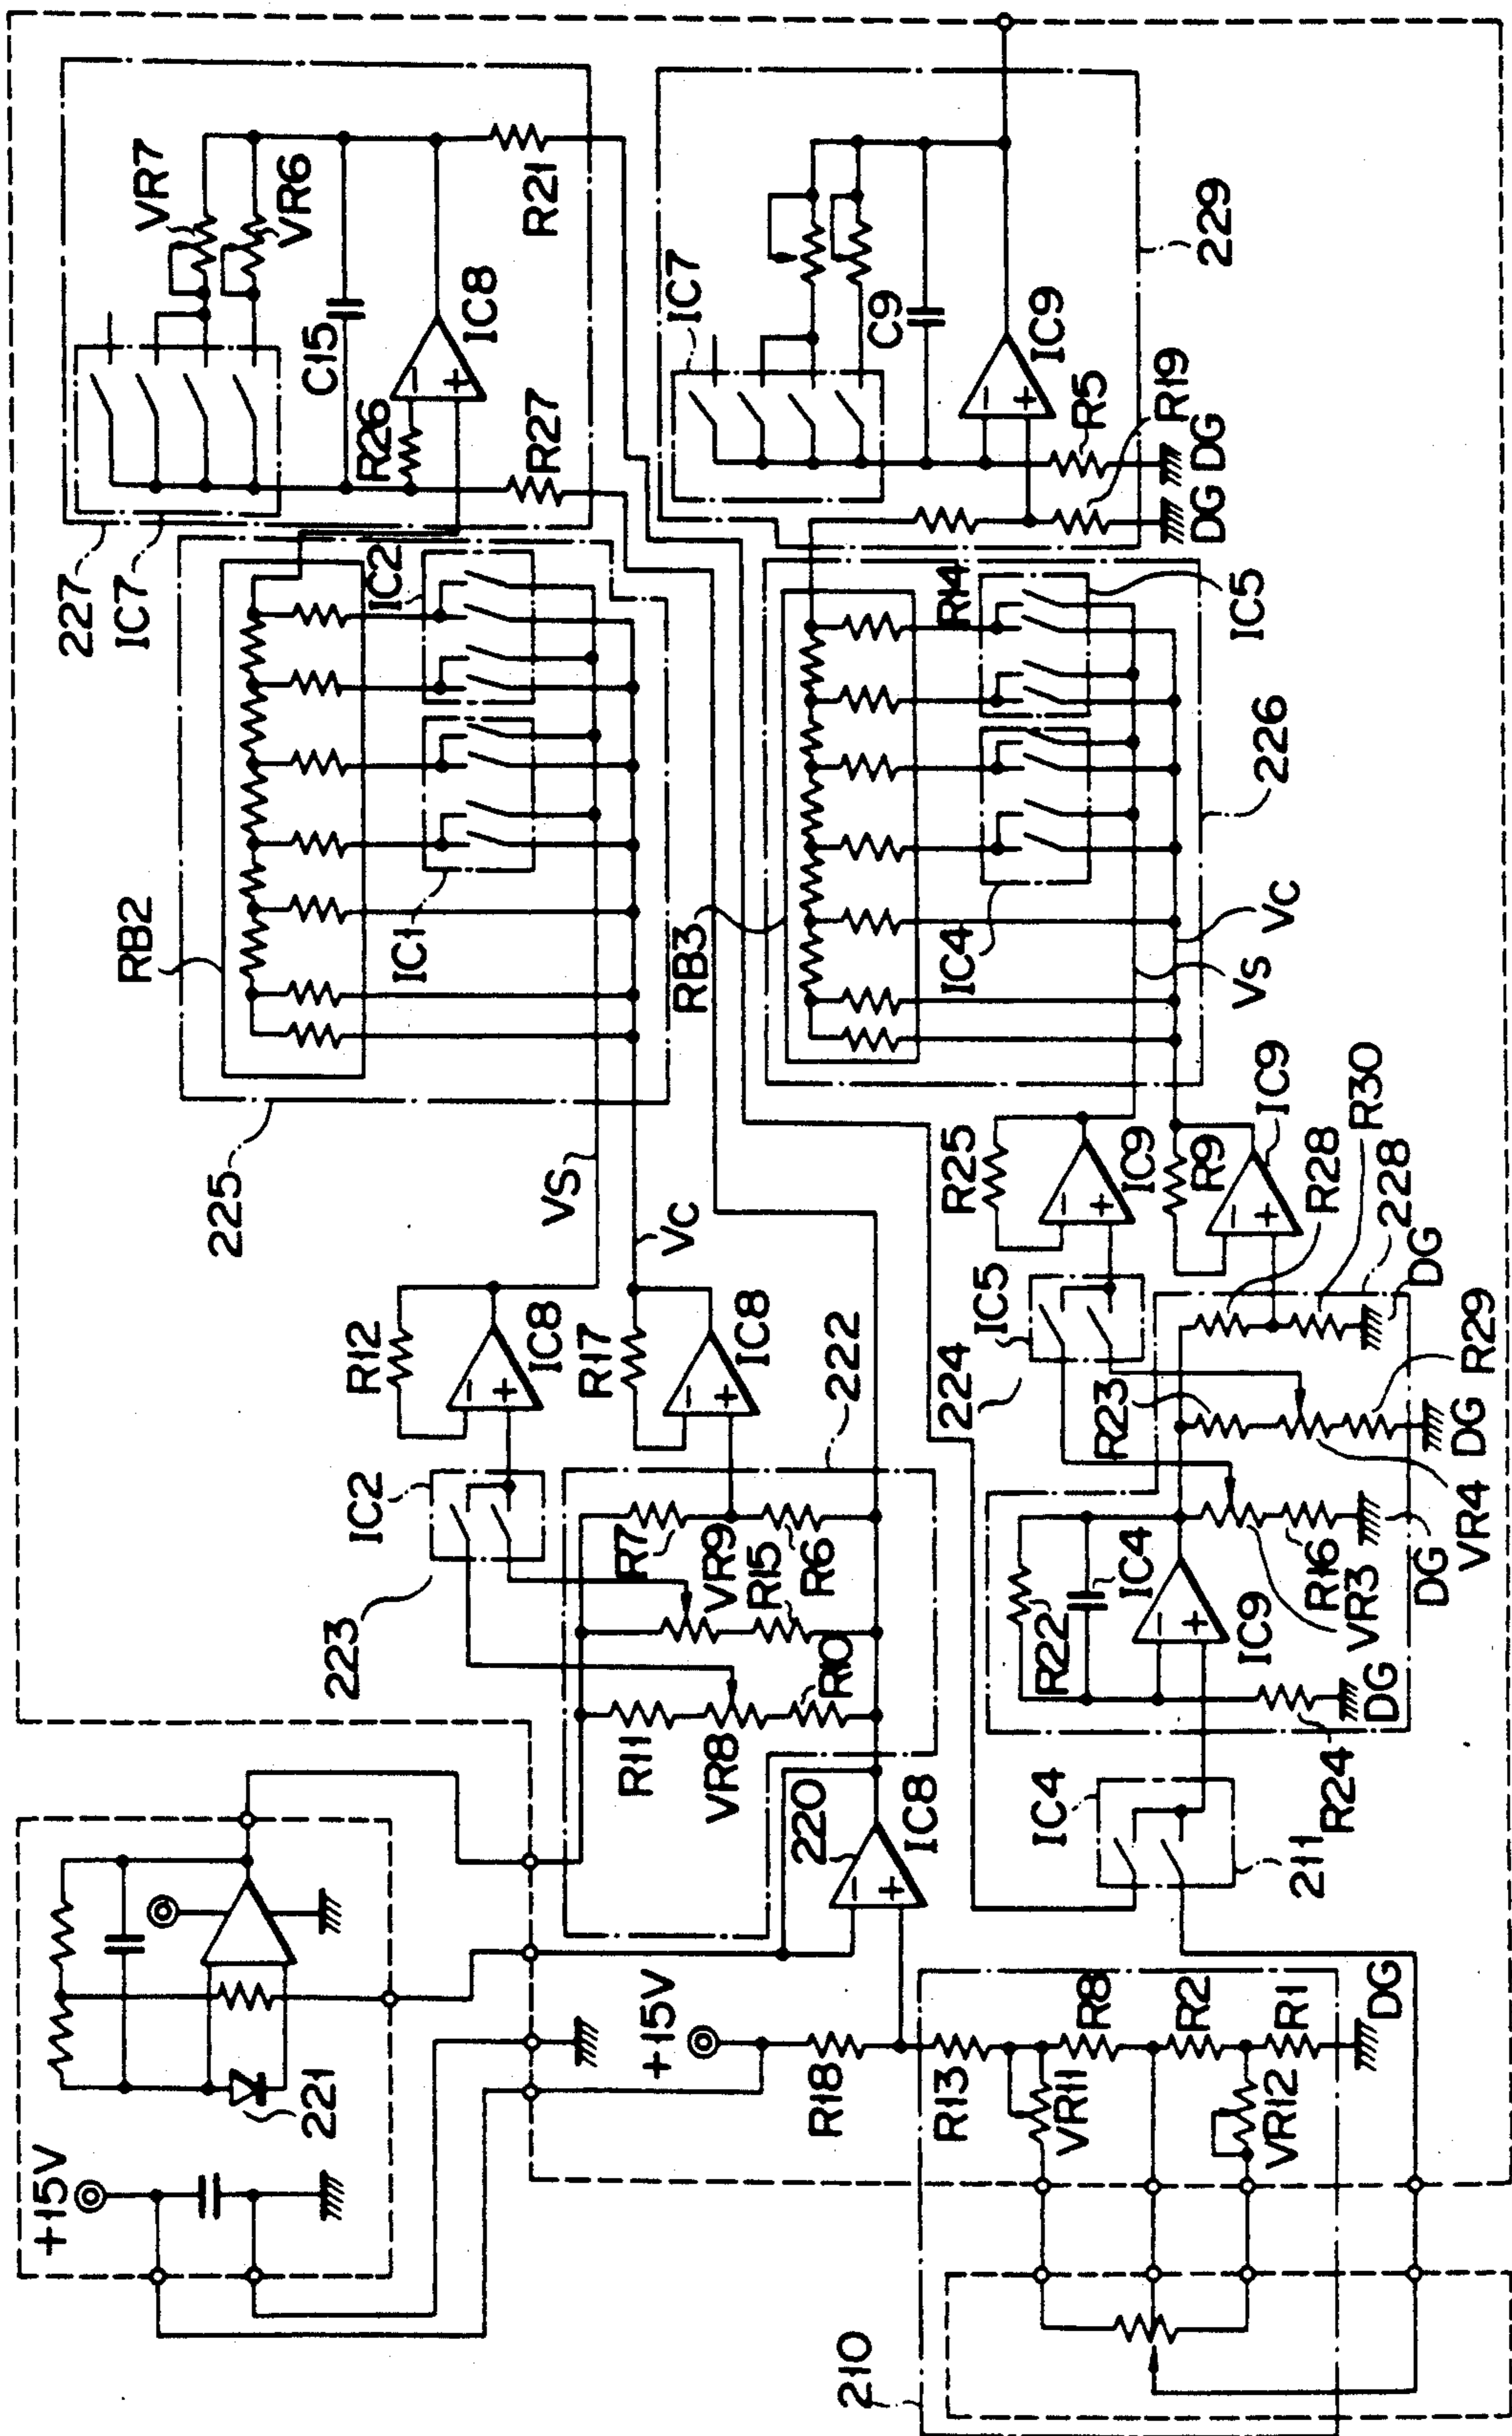 VR7
VR6
227
IC7
C15
R26
IC8
R27
R21
IC7
C9
IC9
R5
R19
DG
DG
229
RB2
IC2
IC1
225
VS
VC
RB3
R14
IC5
IC4
226
VC
VS
R12
IC8
R17
IC8
222
IC2
223
R7
VR9
R15
R6
R11
VR8
R10
220
IC8
R25
IC9
R9
IC9
R28
R30
228
DG
IC5
224
R23
R29
DG
VR4
DG
R16
VR3
IC4
R22
IC9
DG
R24
IC4
211
+15V
221
+15V
R18
R13
VR11
R8
R2
R1
VR12
DG
210